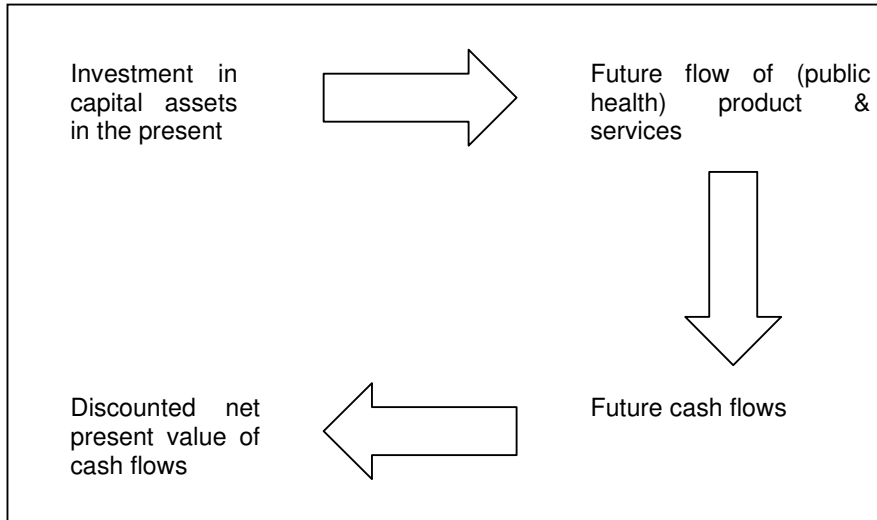 Investment in
capital assets
in the present
Future flow of (public
health) product &
services
Future cash flows
Discounted net
present value of
cash flows